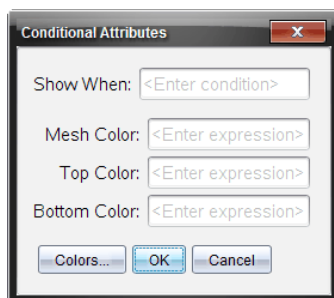 Conditional Attributes
Show When: <Enter condition>
Mesh Color: <Enter expression>
Top Color: <Enter expression>
Bottom Color: <Enter expression>
Colors... OK Cancel